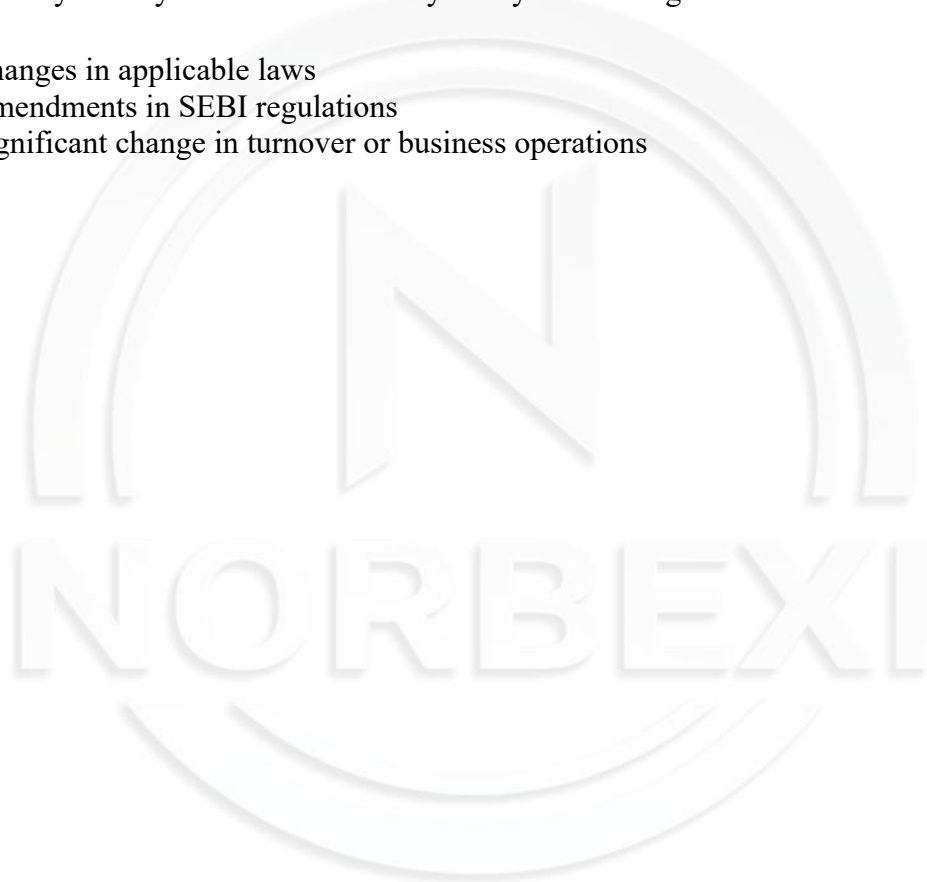 hanges in applicable laws
mendments in SEBI regulations
gnificant change in turnover or business operations
N
NORBEXI